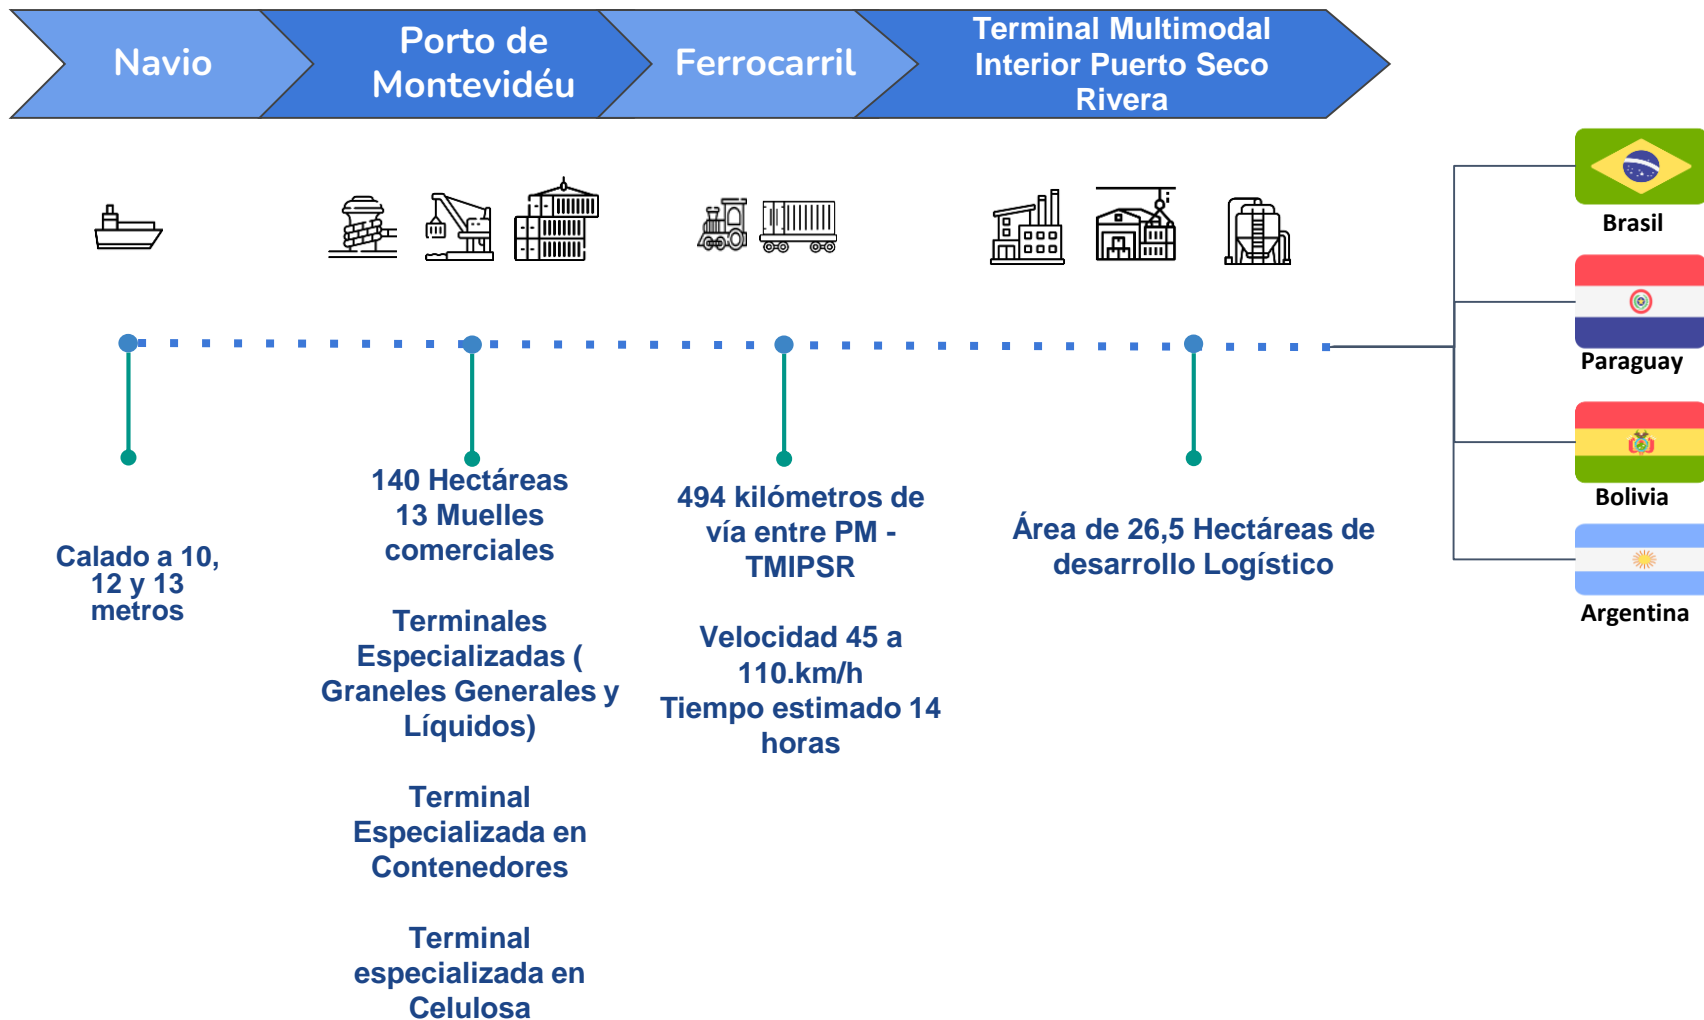 Navio
Porto de
Montevidéu
Ferrocarril
Terminal Multimodal
Interior Puerto Seco
Rivera
Brasil
Paraguay
Bolivia
Argentina
Calado a 10,
12 y 13
metros
140 Hectáreas
13 Muelles
comerciales
Terminales
Especializadas (
Graneles Generales y
Líquidos)
Terminal
Especializada en
Contenedores
Terminal
especializada en
Celulosa
494 kilómetros de
vía entre PM -
TMIPSR
Velocidad 45 a
110.km/h
Tiempo estimado 14
horas
Área de 26,5 Hectáreas de
desarrollo Logístico